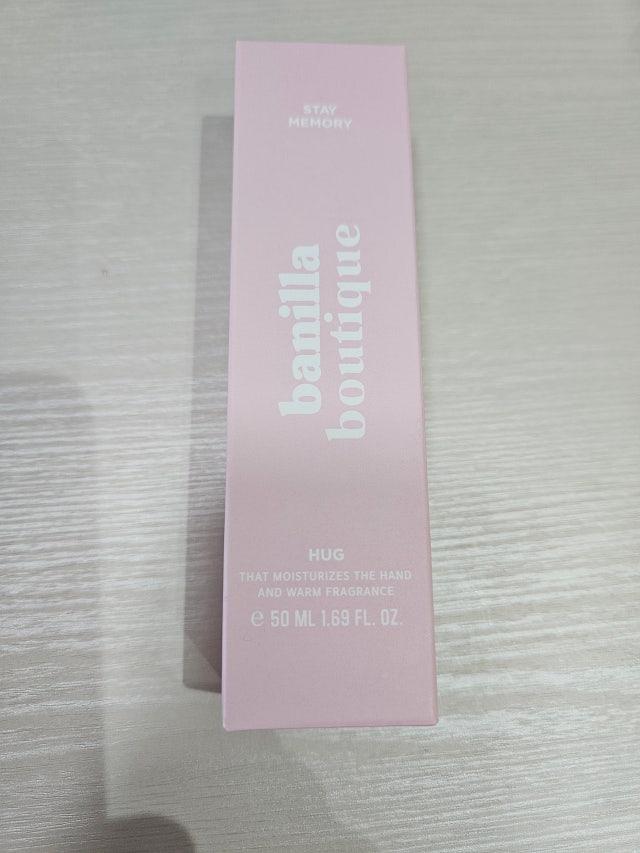 STAY
MEMORY
banilla
boutique
HUG
THAT MOISTURIZES THE HAND
AND WARM FRAGRANCE
℮ 50 ML 1.69 FL. OZ.